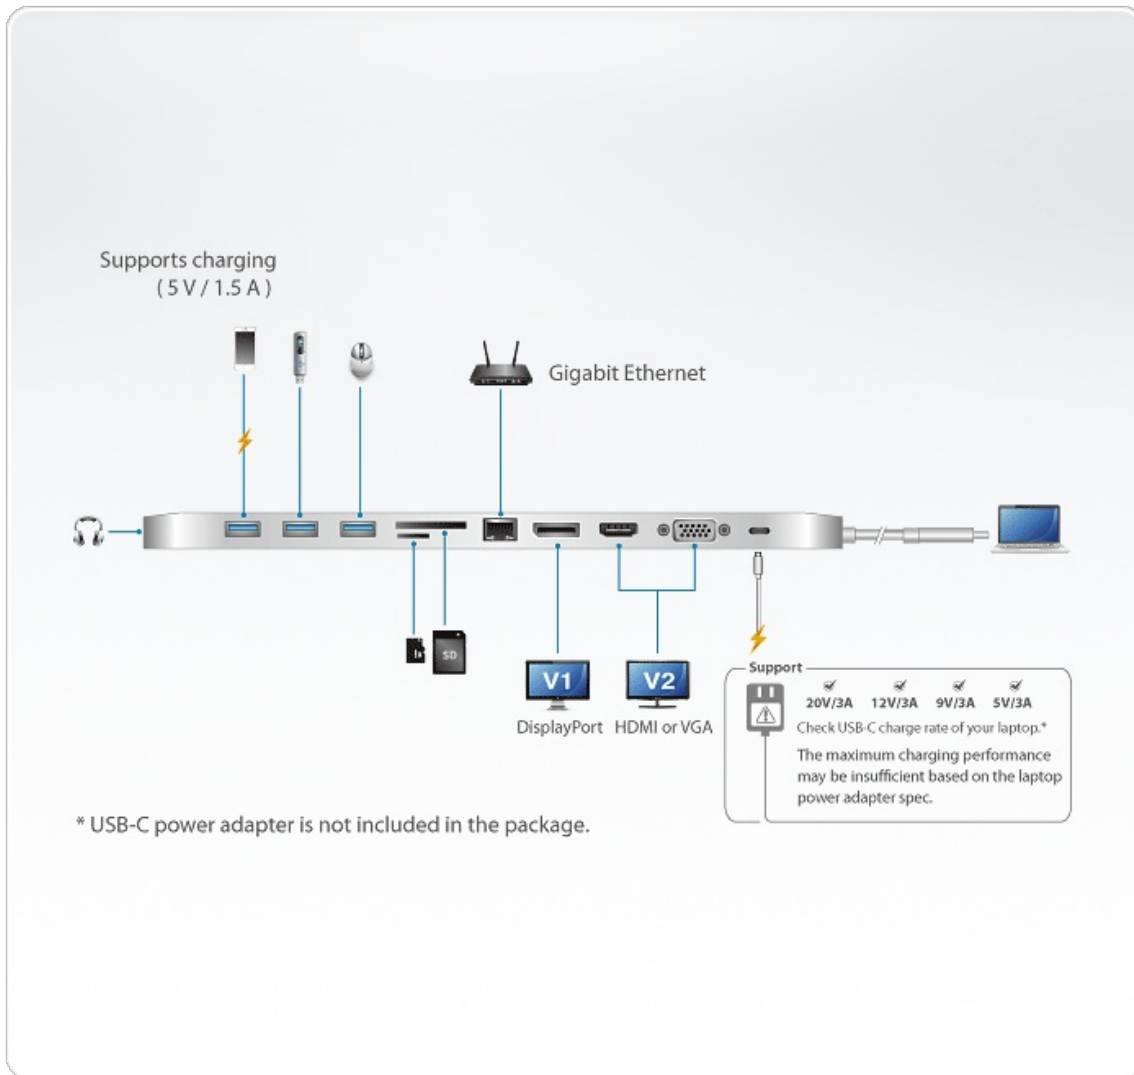 Supports charging
( 5 V / 1.5 A )
Gigabit Ethernet
SD
V1
V2
DisplayPort
HDMI or VGA
Support
20V/3A 12V/3A 9V/3A 5V/3A
Check USB-C charge rate of your laptop.*
The maximum charging performance
may be insufficient based on the laptop
power adapter spec.
* USB-C power adapter is not included in the package.